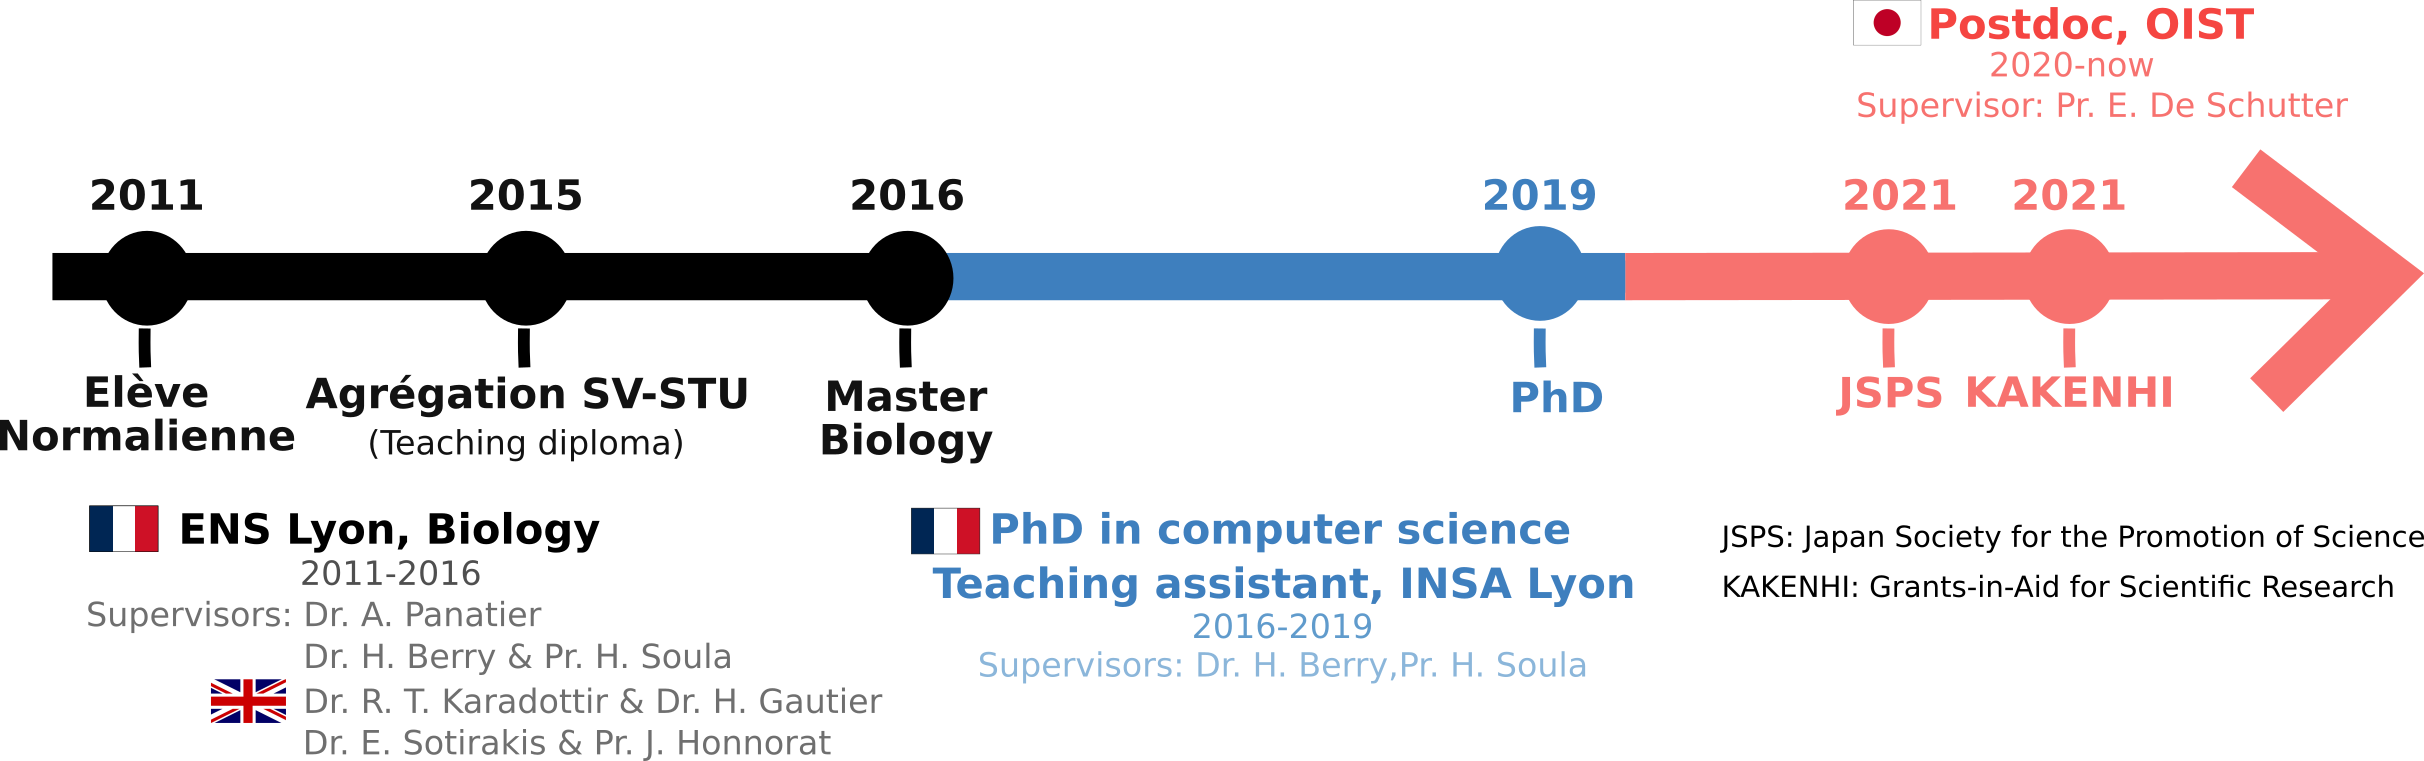 Postdoc, OIST
2020-now
Supervisor: Pr. E. De Schutter
2011
2015
2016
2019
2021
2021
Elève
Normalienne
Agrégation SV-STU
(Teaching diploma)
Master
Biology
PhD
JSPS
KAKENHI
ENS Lyon, Biology
2011-2016
Supervisors: Dr. A. Panatier
Dr. H. Berry & Pr. H. Soula
Dr. R. T. Karadottir & Dr. H. Gautier
Dr. E. Sotirakis & Pr. J. Honnorat
PhD in computer science
Teaching assistant, INSA Lyon
2016-2019
Supervisors: Dr. H. Berry,Pr. H. Soula
JSPS: Japan Society for the Promotion of Science
KAKENHI: Grants-in-Aid for Scientific Research